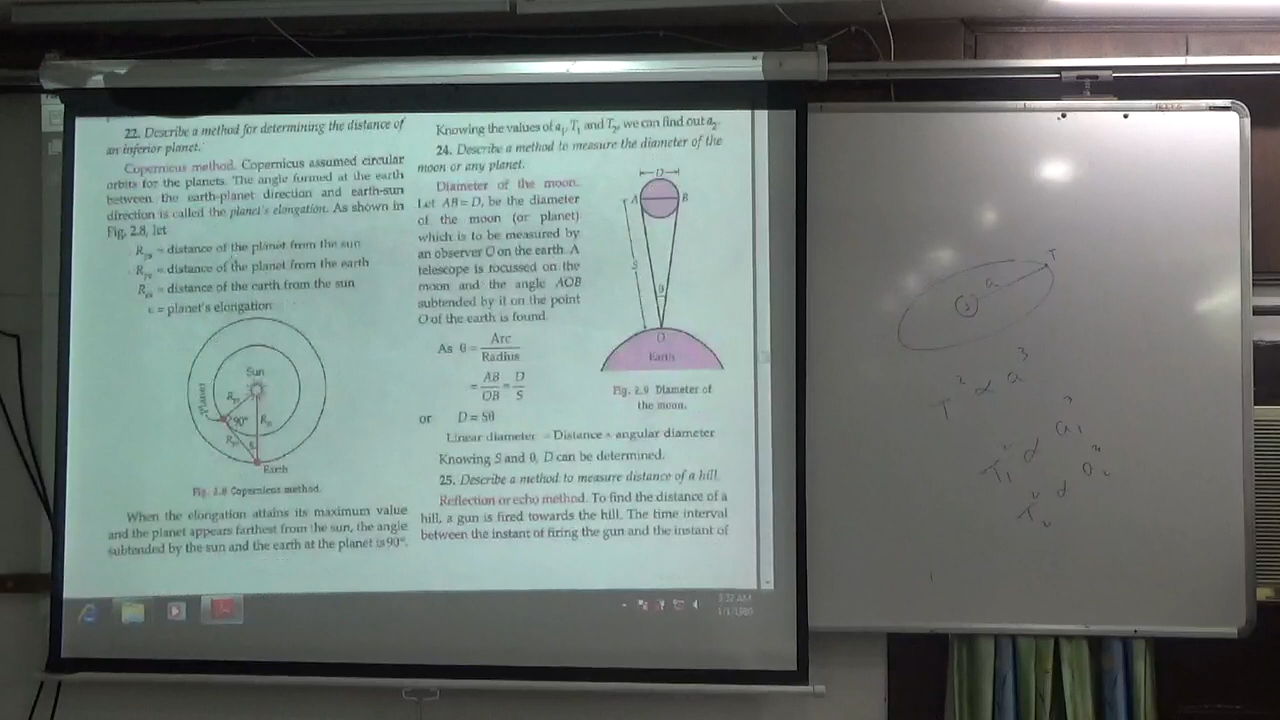 22. Describe a method for determining the distance of
an inferior planet.
Copernicus method. Copernicus assumed circular
orbits for the planets. The angle formed at the earth
between the earth-planet direction and earth-sun
direction is called the planet's elongation. As shown in
Fig. 2.8, let
= distance of the planet from the sun
= distance of the planet from the earth
= distance of the earth from the sun
ε = planet's elongation
Sun
Planet
90°
ε
Earth
Fig. 2.8 Copernicus method.
When the elongation attains its maximum value
and the planet appears farthest from the sun, the angle
subtended by the sun and the earth at the planet is 90°.
Knowing the values of a₁, T₁ and T₂, we can find out a₂.
24. Describe a method to measure the diameter of the
moon or any planet.
Diameter of the moon.
Let AB = D, be the diameter
of the moon (or planet)
which is to be measured by
an observer O on the earth. A
telescope is focussed on the
moon and the angle AOB
subtended by it on the point
O of the earth is found.
As θ = Arc / Radius
= AB / OB = D / S
or D = Sθ
D
A B
S
θ
O
Earth
Fig. 2.9 Diameter of
the moon.
Linear diameter = Distance × angular diameter
Knowing S and θ, D can be determined.
25. Describe a method to measure distance of a hill.
Reflection or echo method. To find the distance of a
hill, a gun is fired towards the hill. The time interval
between the instant of firing the gun and the instant of
3:32 AM
1/1/1980
T
a
S
T² ∝ a³
T₁² ∝ a₁³
T₂² ∝ a₂³